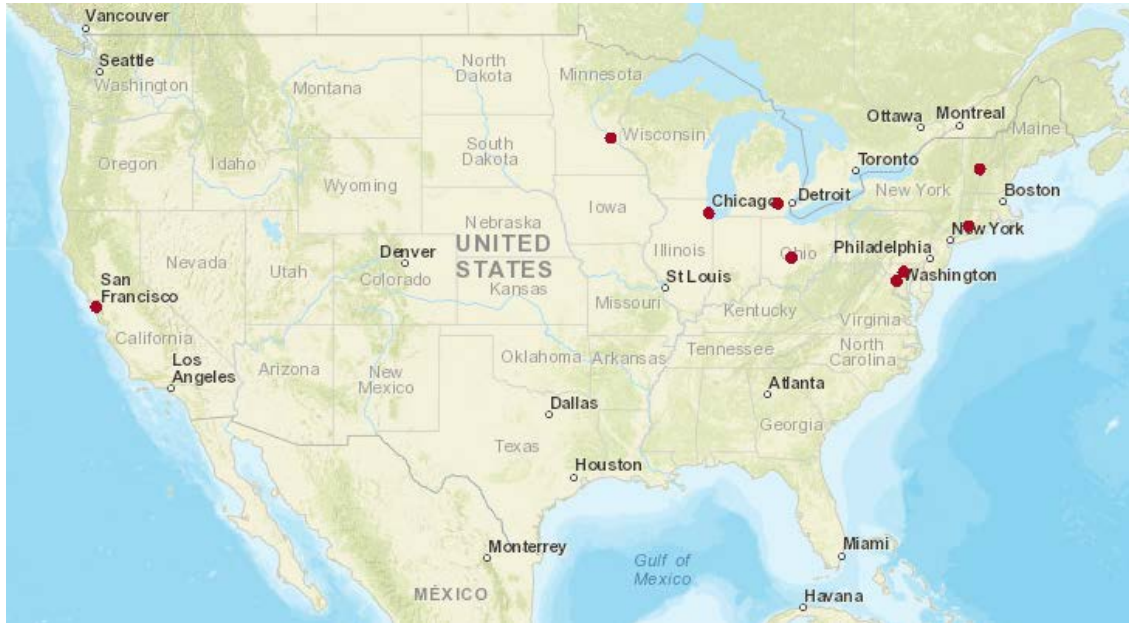 Vancouver
Seattle
Washington
Montana
North
Dakota
Minnesota
Ottawa
Montreal
Maine
Oregon
Idaho
Wyoming
South
Dakota
Wisconsin
Toronto
New York
Boston
Chicago
Detroit
Iowa
Nebraska
Nevada
Utah
Denver
Colorado
UNITED
STATES
Kansas
Illinois
Ohio
Philadelphia
New York
Washington
San
Francisco
California
St Louis
Missouri
Kentucky
Virginia
Los
Angeles
Arizona
New
Mexico
Oklahoma
Arkansas
Tennessee
North
Carolina
Atlanta
Georgia
Dallas
Texas
Houston
Monterrey
MÉXICO
Gulf of
Mexico
Miami
Havana